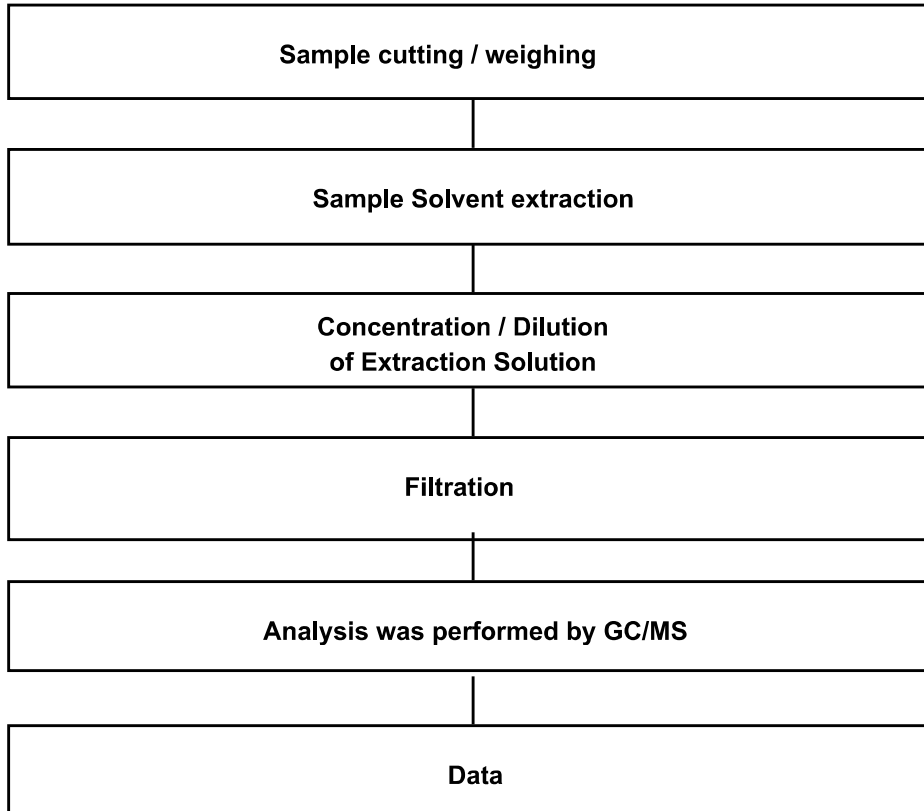 Sample cutting / weighing
Sample Solvent extraction
Concentration / Dilution
of Extraction Solution
Filtration
Analysis was performed by GC/MS
Data